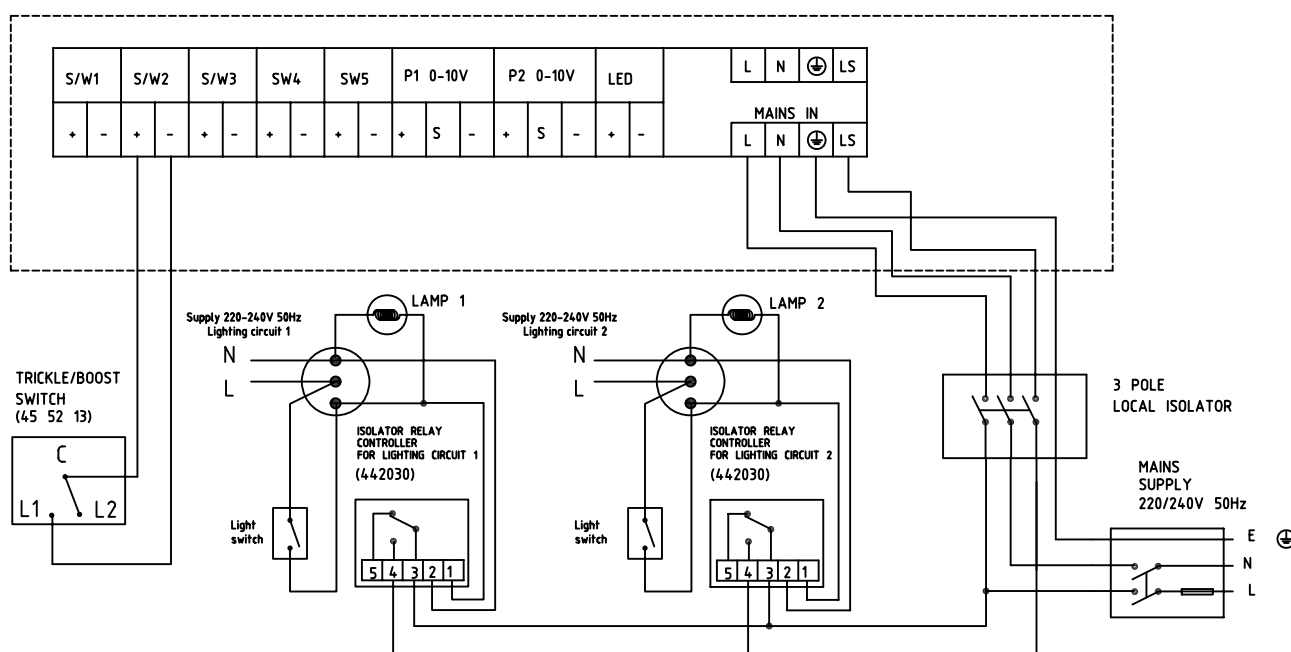 S/W1 S/W2 S/W3 SW4 SW5 P1 0-10V P2 0-10V LED
+ - + - + - + - + - + S - + S - + -
L N LS
MAINS IN
L N LS
LAMP 1
Supply 220-240V 50Hz
Lighting circuit 1
N
L
ISOLATOR RELAY
CONTROLLER
FOR LIGHTING CIRCUIT 1
(442030)
Light
switch
5 4 3 2 1
LAMP 2
Supply 220-240V 50Hz
Lighting circuit 2
N
L
ISOLATOR RELAY
CONTROLLER
FOR LIGHTING CIRCUIT 2
(442030)
Light
switch
5 4 3 2 1
TRICKLE/BOOST
SWITCH
(45 52 13)
C
L1 L2
3 POLE
LOCAL ISOLATOR
MAINS
SUPPLY
220/240V 50Hz
E
N
L